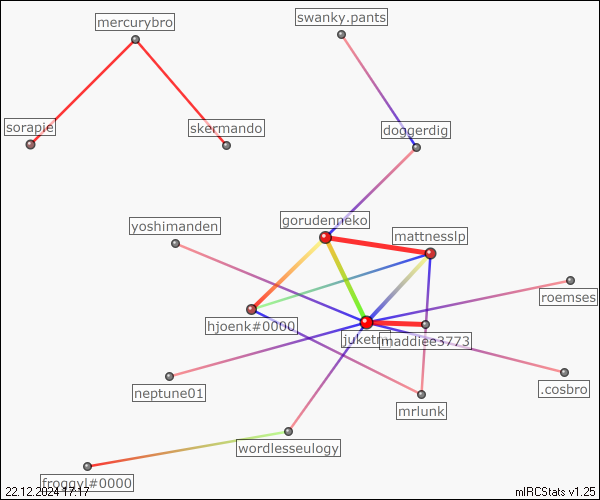 swanky.pants
mercurybro
sorapie
skermando
doggerdig
gorudenneko
yoshimanden
mattnesslp
roemses
hjoenk#0000
maddiee3773
neptune01
.cosbro
mrlunk
wordlesseulogy
froggyl#0000
22.12.2024 17:17
mIRCStats v1.25